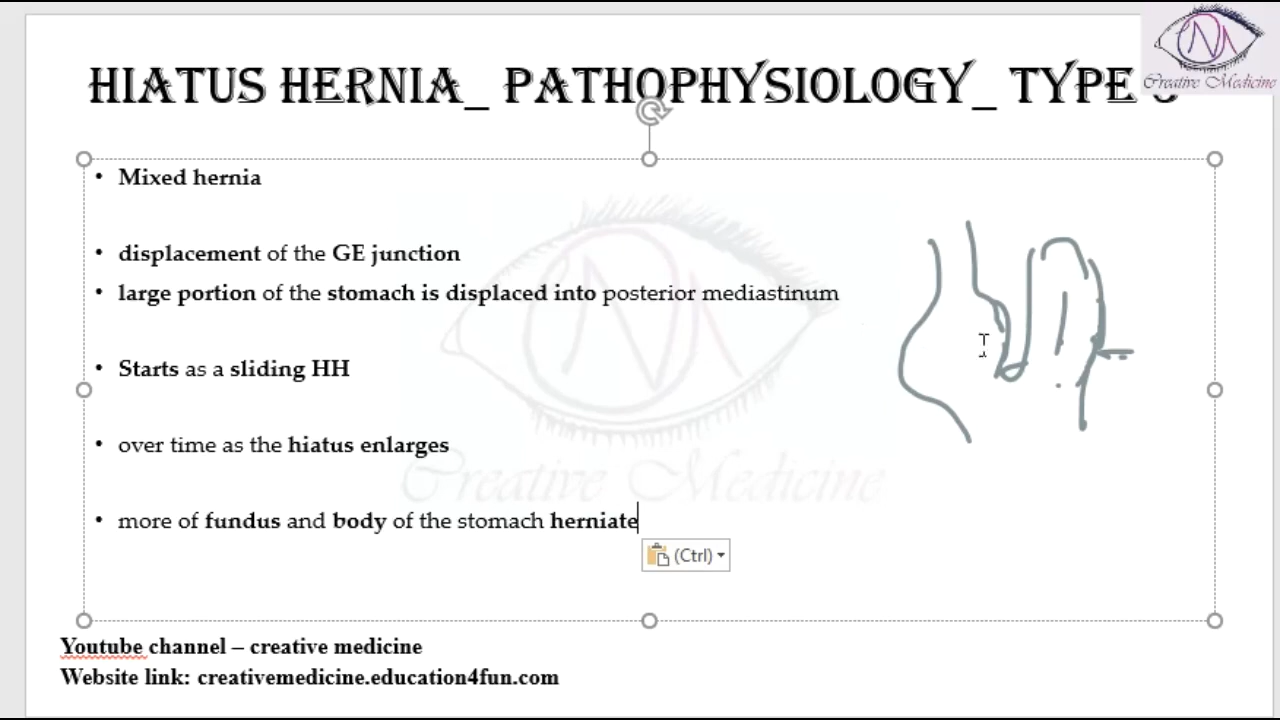 HIATUS HERNIA_ PATHOPHYSIOLOGY_ TYPE
Creative Medicine
• Mixed hernia
• displacement of the GE junction
• large portion of the stomach is displaced into posterior mediastinum
• Starts as a sliding HH
• over time as the hiatus enlarges
Creative Medicine
• more of fundus and body of the stomach herniate
(Ctrl)
Youtube channel – creative medicine
Website link: creativemedicine.education4fun.com